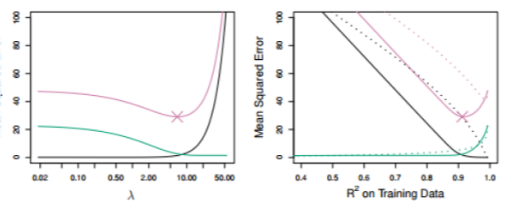 0 20 40 60 80 100
0.02 0.10 0.50 2.00 10.00 50.00
λ
Mean Squared Error
0 20 40 60 80 100
0.4 0.5 0.6 0.7 0.8 0.9 1.0
R² on Training Data